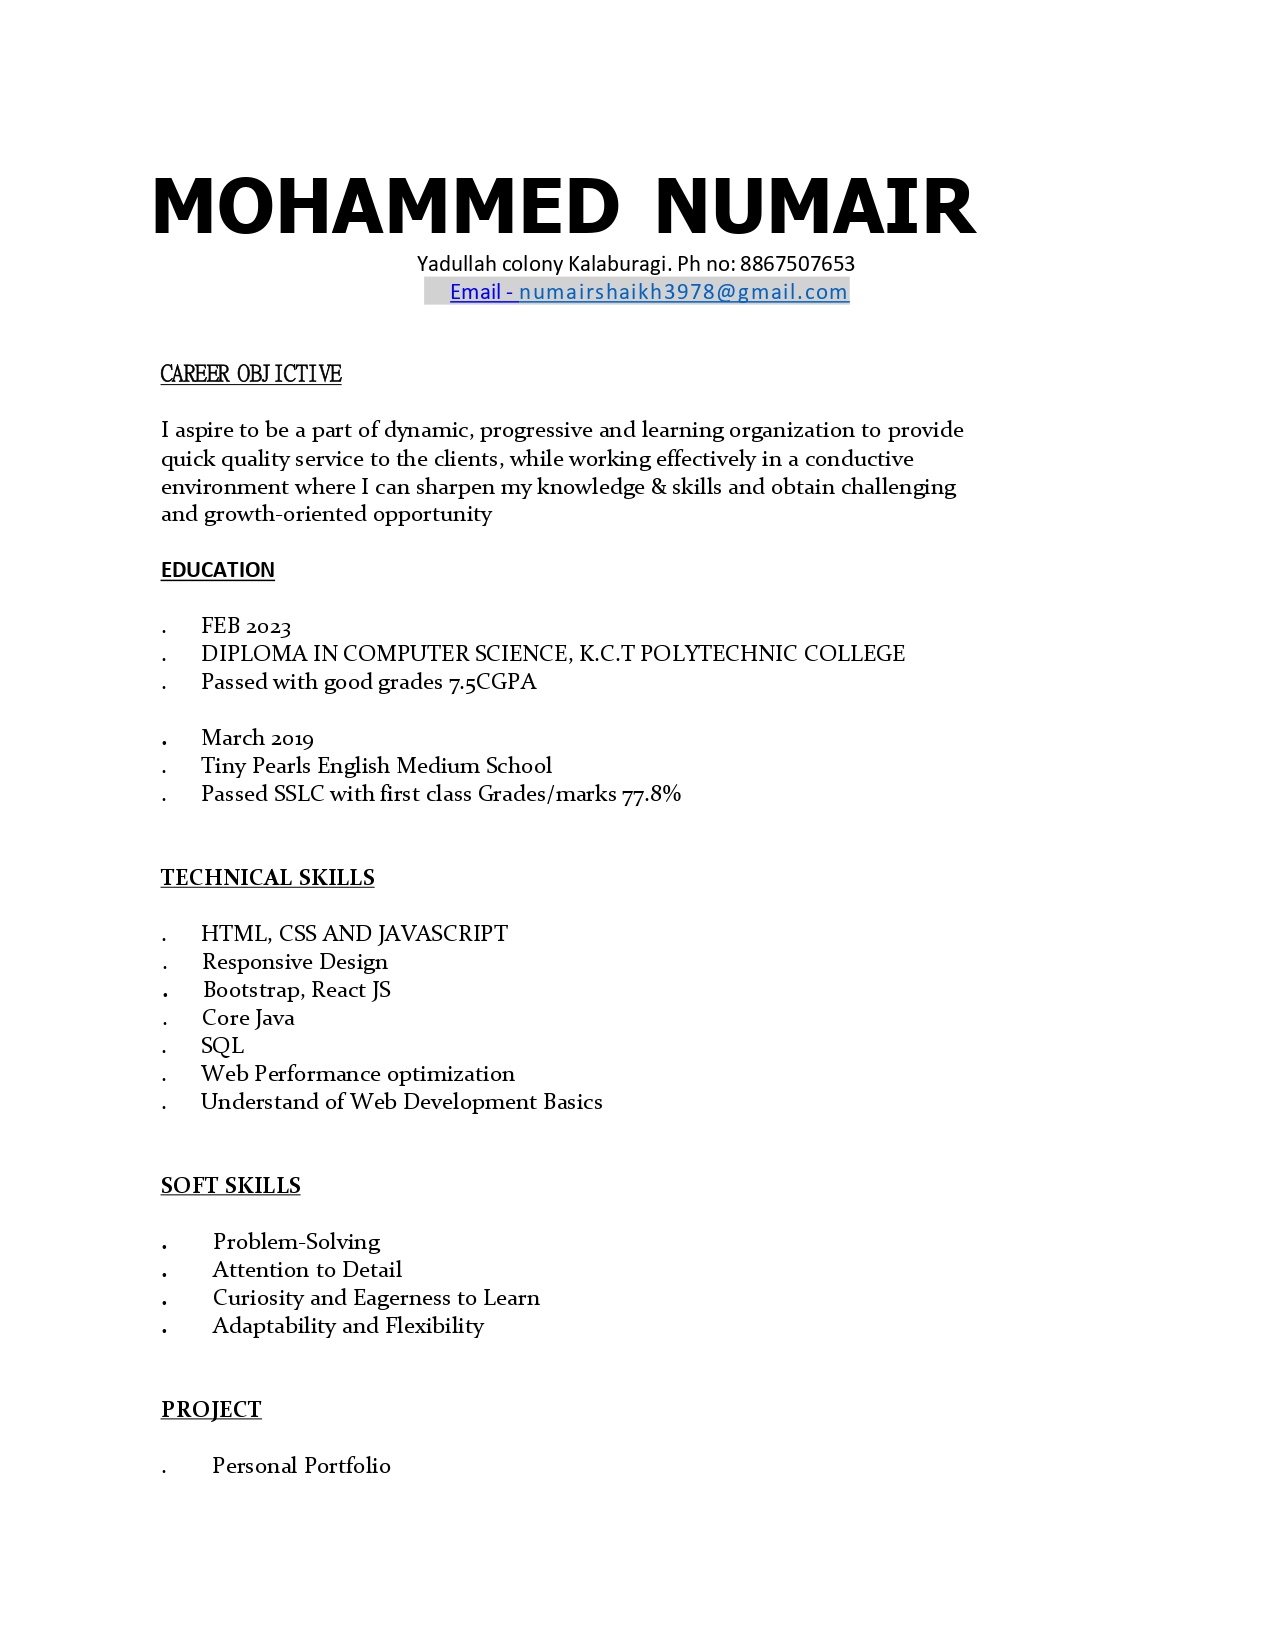 MOHAMMED NUMAIR
Yadullah colony Kalaburagi. Ph no: 8867507653
Email - numairshaikh3978@gmail.com
CAREER OBJICTIVE
I aspire to be a part of dynamic, progressive and learning organization to provide
quick quality service to the clients, while working effectively in a conductive
environment where I can sharpen my knowledge & skills and obtain challenging
and growth-oriented opportunity
EDUCATION
. FEB 2023
. DIPLOMA IN COMPUTER SCIENCE, K.C.T POLYTECHNIC COLLEGE
. Passed with good grades 7.5CGPA
. March 2019
. Tiny Pearls English Medium School
. Passed SSLC with first class Grades/marks 77.8%
TECHNICAL SKILLS
. HTML, CSS AND JAVASCRIPT
. Responsive Design
. Bootstrap, React JS
. Core Java
. SQL
. Web Performance optimization
. Understand of Web Development Basics
SOFT SKILLS
. Problem-Solving
. Attention to Detail
. Curiosity and Eagerness to Learn
. Adaptability and Flexibility
PROJECT
. Personal Portfolio